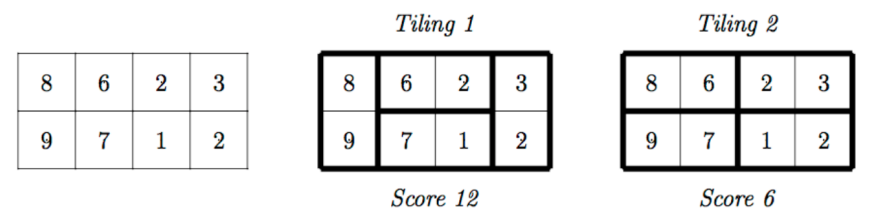 Tiling 1 Tiling 2
8 6 2 3 8 6 2 3 8 6 2 3
9 7 1 2 9 7 1 2 9 7 1 2
Score 12 Score 6